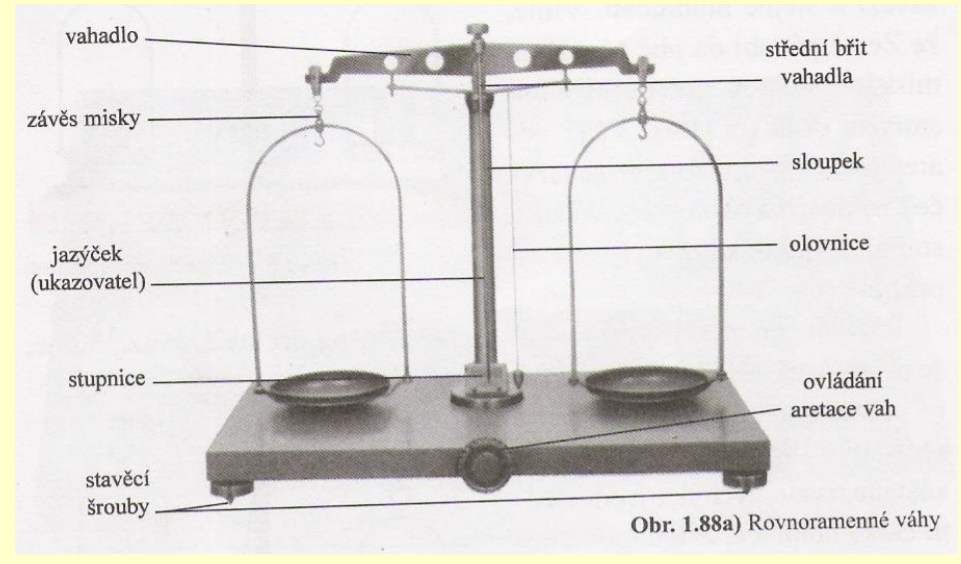 vahadlo
střední břit
vahadla
závěs misky
sloupek
jazýček
(ukazovatel)
olovnice
stupnice
ovládání
aretace vah
stavěcí
šrouby
Obr. 1.88a) Rovnoramenné váhy